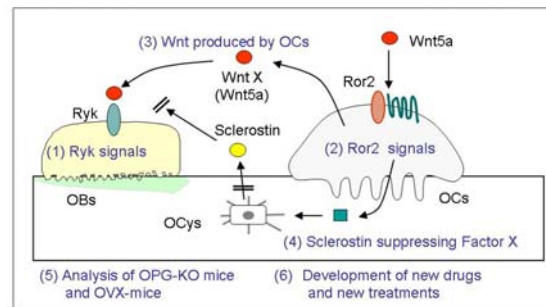 (3) Wnt produced by OCs
Wnt5a
Wnt X
(Wnt5a)
Ror2
Ryk
Sclerostin
(1) Ryk signals
(2) Ror2 signals
OBs
OCys
OCs
(4) Sclerostin suppressing Factor X
(5) Analysis of OPG-KO mice
and OVX-mice
(6) Development of new drugs
and new treatments